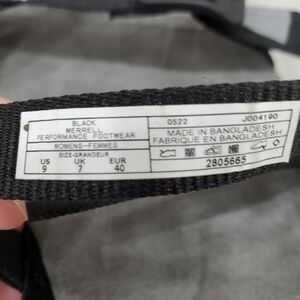 BLACK
MERRELL
PERFORMANCE FOOTWEAR
WOMENS-FEMMES
SIZE-GRANDEUR
US UK EUR
9 7 40
0522 J004190
MADE IN BANGLADESH
FABRIQUE EN BANGLADESH
2805665